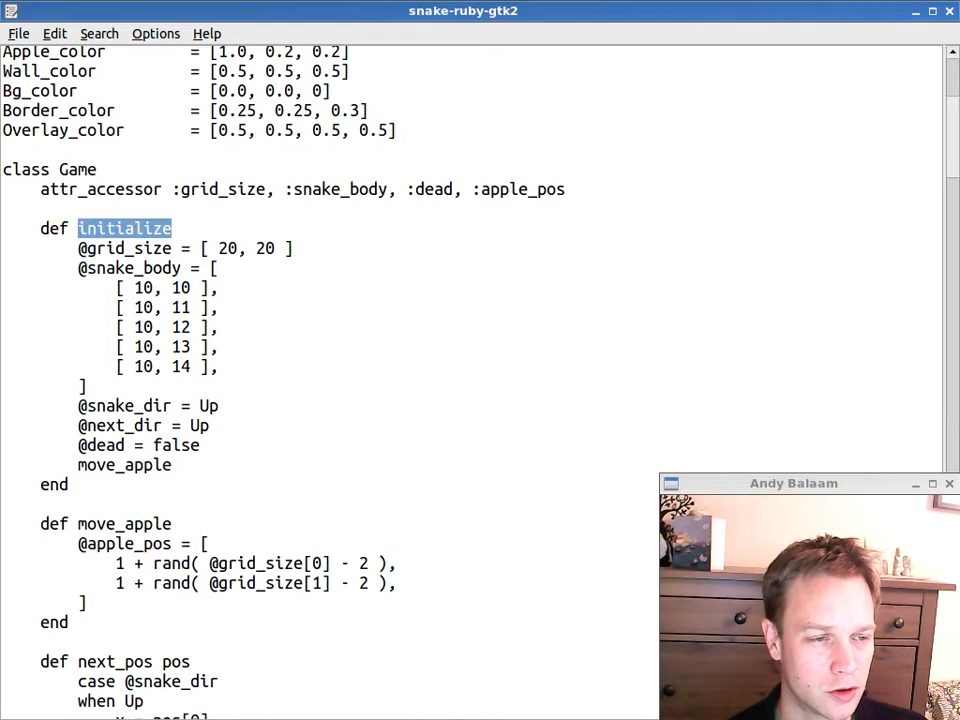 snake-ruby-gtk2
File Edit Search Options Help
Apple_color = [1.0, 0.2, 0.2]
Wall_color = [0.5, 0.5, 0.5]
Bg_color = [0.0, 0.0, 0]
Border_color = [0.25, 0.25, 0.3]
Overlay_color = [0.5, 0.5, 0.5, 0.5]
class Game
attr_accessor :grid_size, :snake_body, :dead, :apple_pos
def initialize
@grid_size = [ 20, 20 ]
@snake_body = [
[ 10, 10 ],
[ 10, 11 ],
[ 10, 12 ],
[ 10, 13 ],
[ 10, 14 ],
]
@snake_dir = Up
@next_dir = Up
@dead = false
move_apple
end
def move_apple
@apple_pos = [
1 + rand( @grid_size[0] - 2 ),
1 + rand( @grid_size[1] - 2 ),
]
end
def next_pos pos
case @snake_dir
when Up
x = pos[0]
Andy Balaam